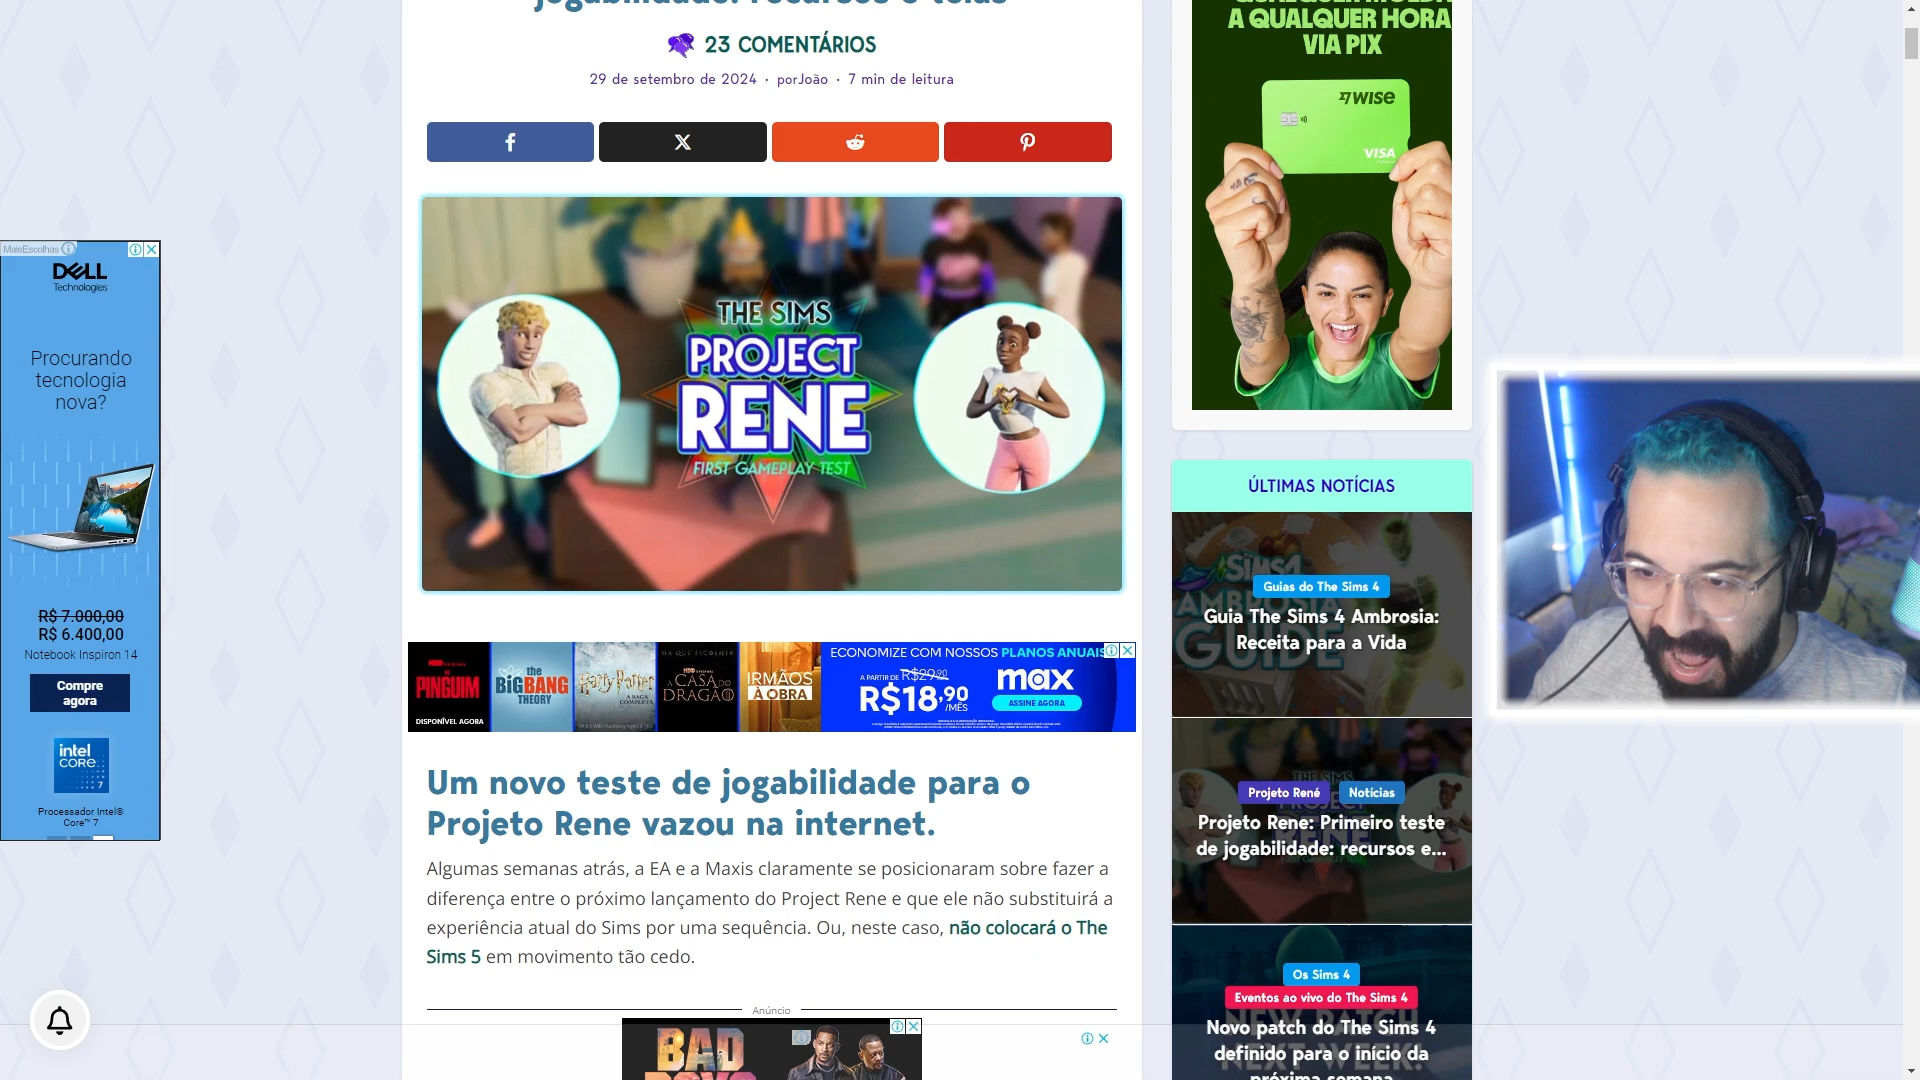 jogabilidade: recursos e telas
23 COMENTÁRIOS
29 de setembro de 2024 · porJoão · 7 min de leitura
THE SIMS
PROJECT
RENE
FIRST GAMEPLAY TEST
PINGUIM
DISPONÍVEL AGORA
the
BIGBANG
THEORY
Harry Potter
A SAGA
COMPLETA
HÁ QUE ESCOLHER
A CASA DO
DRAGÃO
IRMÃOS
À OBRA
ECONOMIZE COM NOSSOS PLANOS ANUAIS
A PARTIR DE R$29,90
R$18,90
/MÊS
max
ASSINE AGORA
Um novo teste de jogabilidade para o
Projeto Rene vazou na internet.
Algumas semanas atrás, a EA e a Maxis claramente se posicionaram sobre fazer a
diferença entre o próximo lançamento do Project Rene e que ele não substituirá a
experiência atual do Sims por uma sequência. Ou, neste caso, não colocará o The
Sims 5 em movimento tão cedo.
Anúncio
BAD
BOYS
MaisEscolhas
DELL
Technologies
Procurando
tecnologia
nova?
R$ 7.000,00
R$ 6.400,00
Notebook Inspiron 14
Compre
agora
intel
CORE
7
Processador Intel®
Core™ 7
A QUALQUER HORA
VIA PIX
WISE
VISA
ÚLTIMAS NOTÍCIAS
Guias do The Sims 4
Guia The Sims 4 Ambrosia:
Receita para a Vida
Projeto René
Notícias
Projeto Rene: Primeiro teste
de jogabilidade: recursos e...
Os Sims 4
Eventos ao vivo do The Sims 4
Novo patch do The Sims 4
definido para o início da
próxima semana